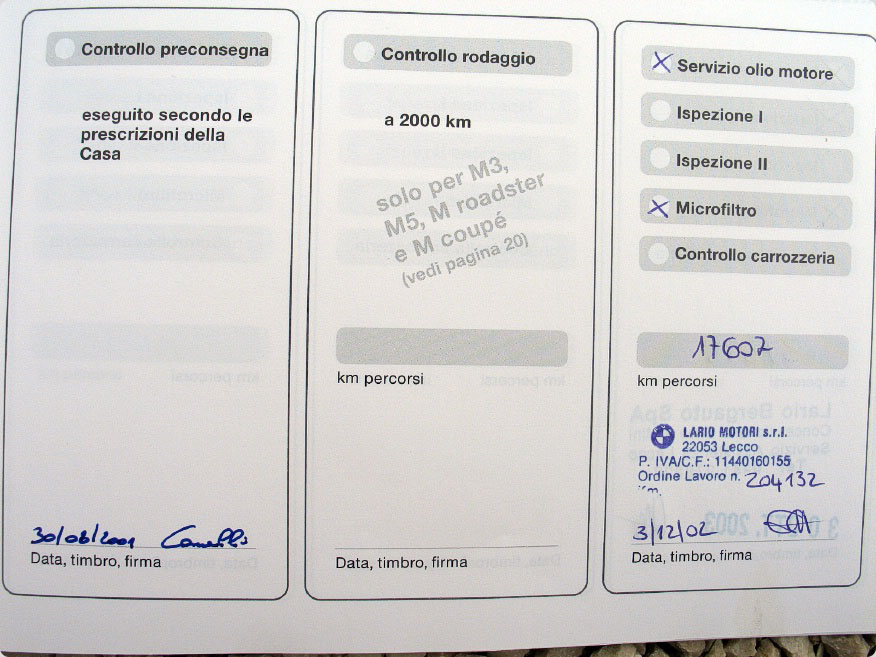 Controllo preconsegna
eseguito secondo le
prescrizioni della
Casa
30/06/2001
Data, timbro, firma
Controllo rodaggio
a 2000 km
solo per M3,
M5, M roadster
e M coupé
(vedi pagina 20)
km percorsi
Data, timbro, firma
X Servizio olio motore
Ispezione I
Ispezione II
X Microfiltro
Controllo carrozzeria
17607
km percorsi
LARIO MOTORI s.r.l.
22053 Lecco
P. IVA/C.F.: 11440160155
Ordine Lavoro n. 204132
3/12/02
Data, timbro, firma